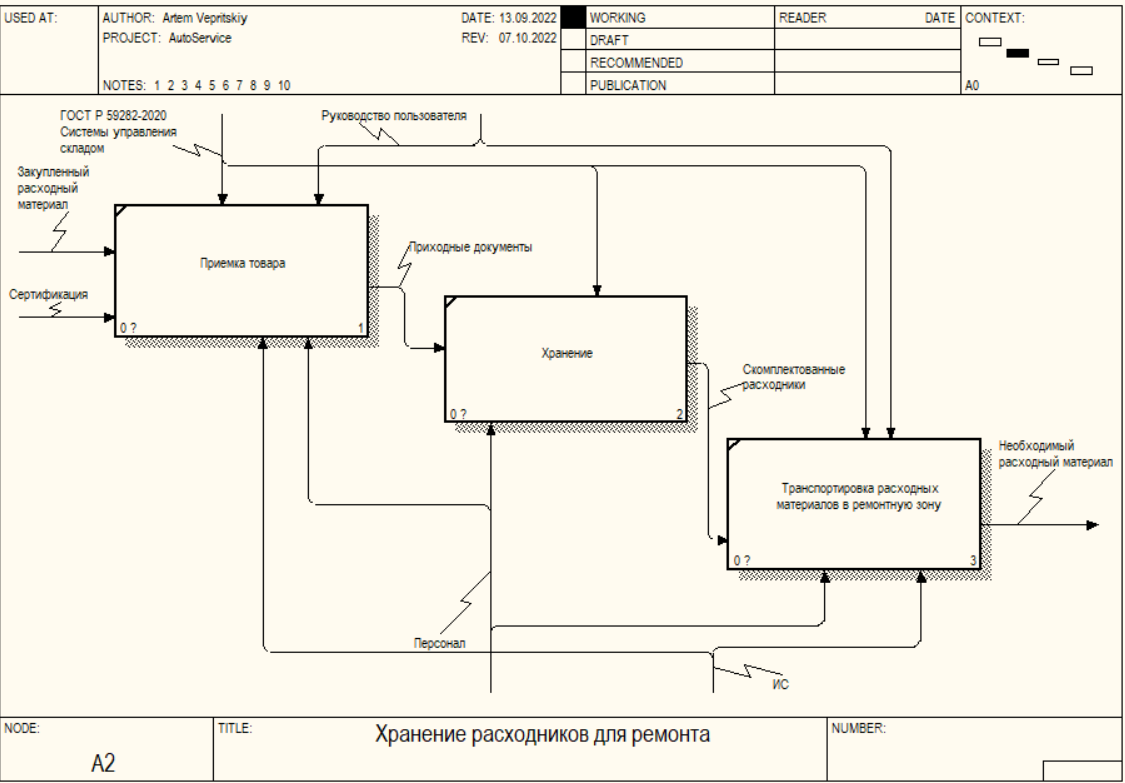 USED AT:
AUTHOR: Artem Vepritskiy
DATE: 13.09.2022
PROJECT: AutoService
REV: 07.10.2022
NOTES: 1 2 3 4 5 6 7 8 9 10
WORKING
DRAFT
RECOMMENDED
PUBLICATION
READER
DATE
CONTEXT:
A0
ГОСТ Р 59282-2020
Системы управления
складом
Руководство пользователя
Закупленный
расходный
материал
Сертификация
Приемка товара
0 ?
1
Приходные документы
Хранение
0 ?
2
Скомплектованные
расходники
Транспортировка расходных
материалов в ремонтную зону
0 ?
3
Необходимый
расходный материал
Персонал
ИС
NODE:
A2
TITLE:
Хранение расходников для ремонта
NUMBER: